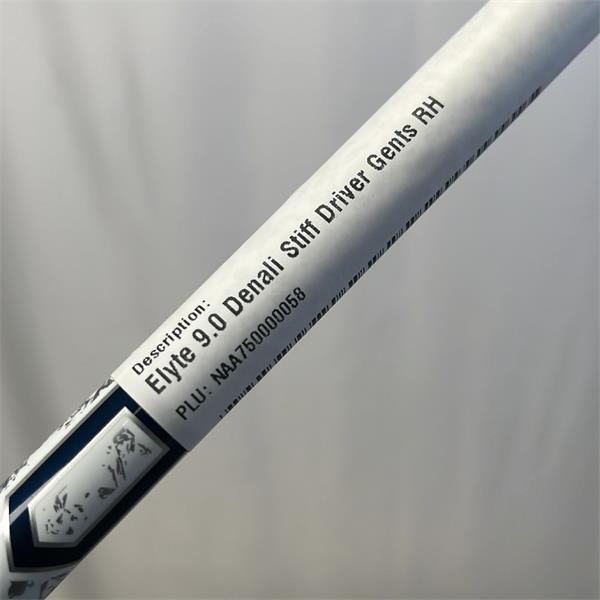 Description:
Elyte 9.0 Denali Stiff Driver Gents RH
PLU: NAA750000058